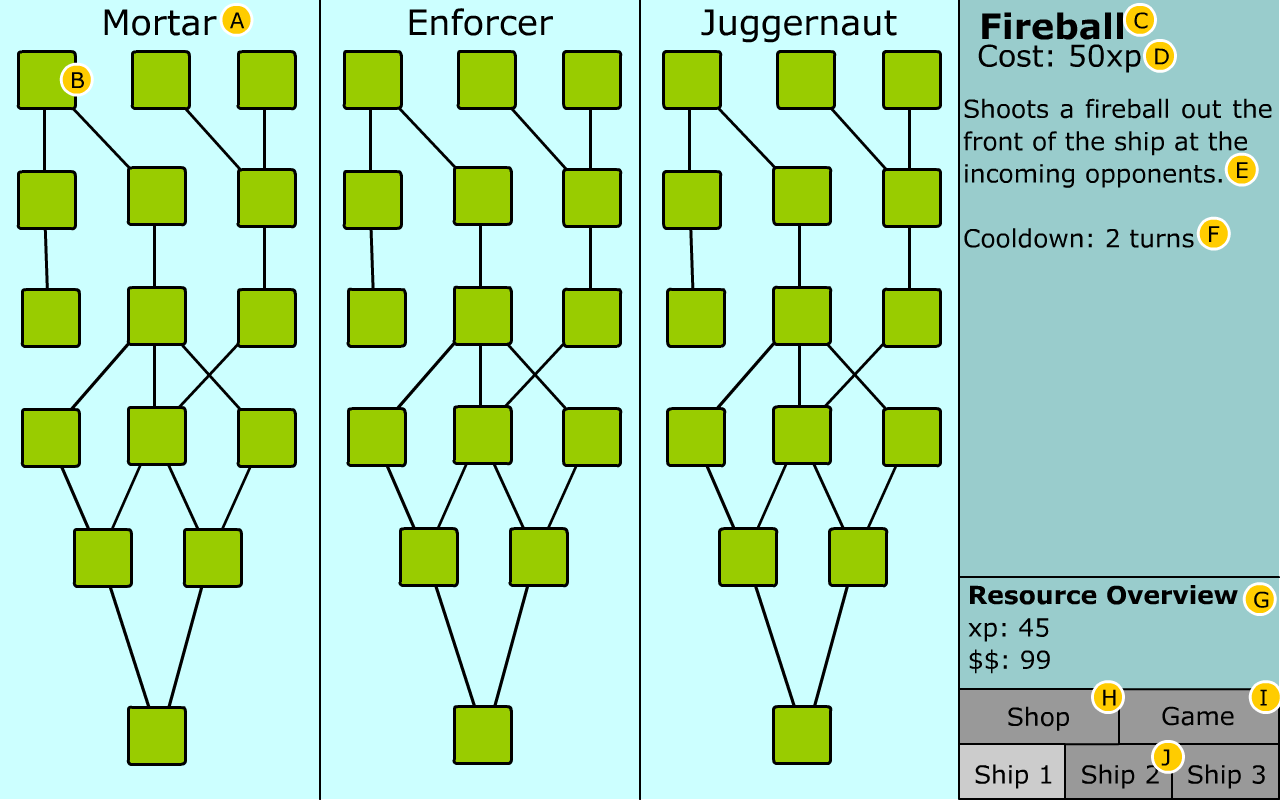 Mortar A
Enforcer
Juggernaut
B
Fireball C
Cost: 50xp D
Shoots a fireball out the
front of the ship at the
incoming opponents. E
Cooldown: 2 turns F
Resource Overview G
xp: 45
$$: 99
H
I
Shop
Game
J
Ship 1
Ship 2
Ship 3